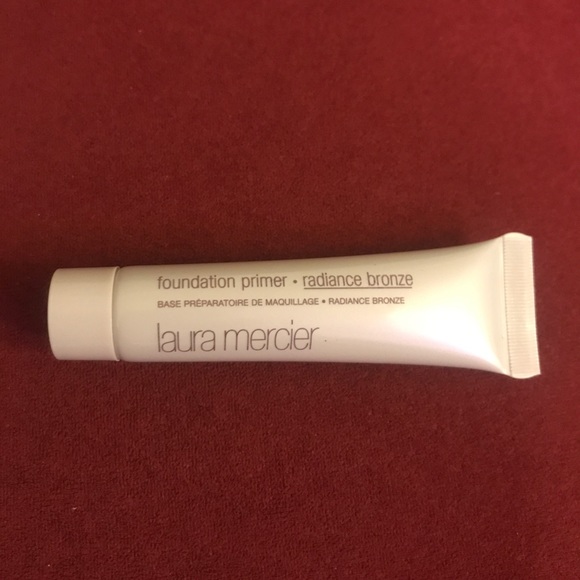 foundation primer • radiance bronze
BASE PRÉPARATOIRE DE MAQUILLAGE • RADIANCE BRONZE
laura mercier